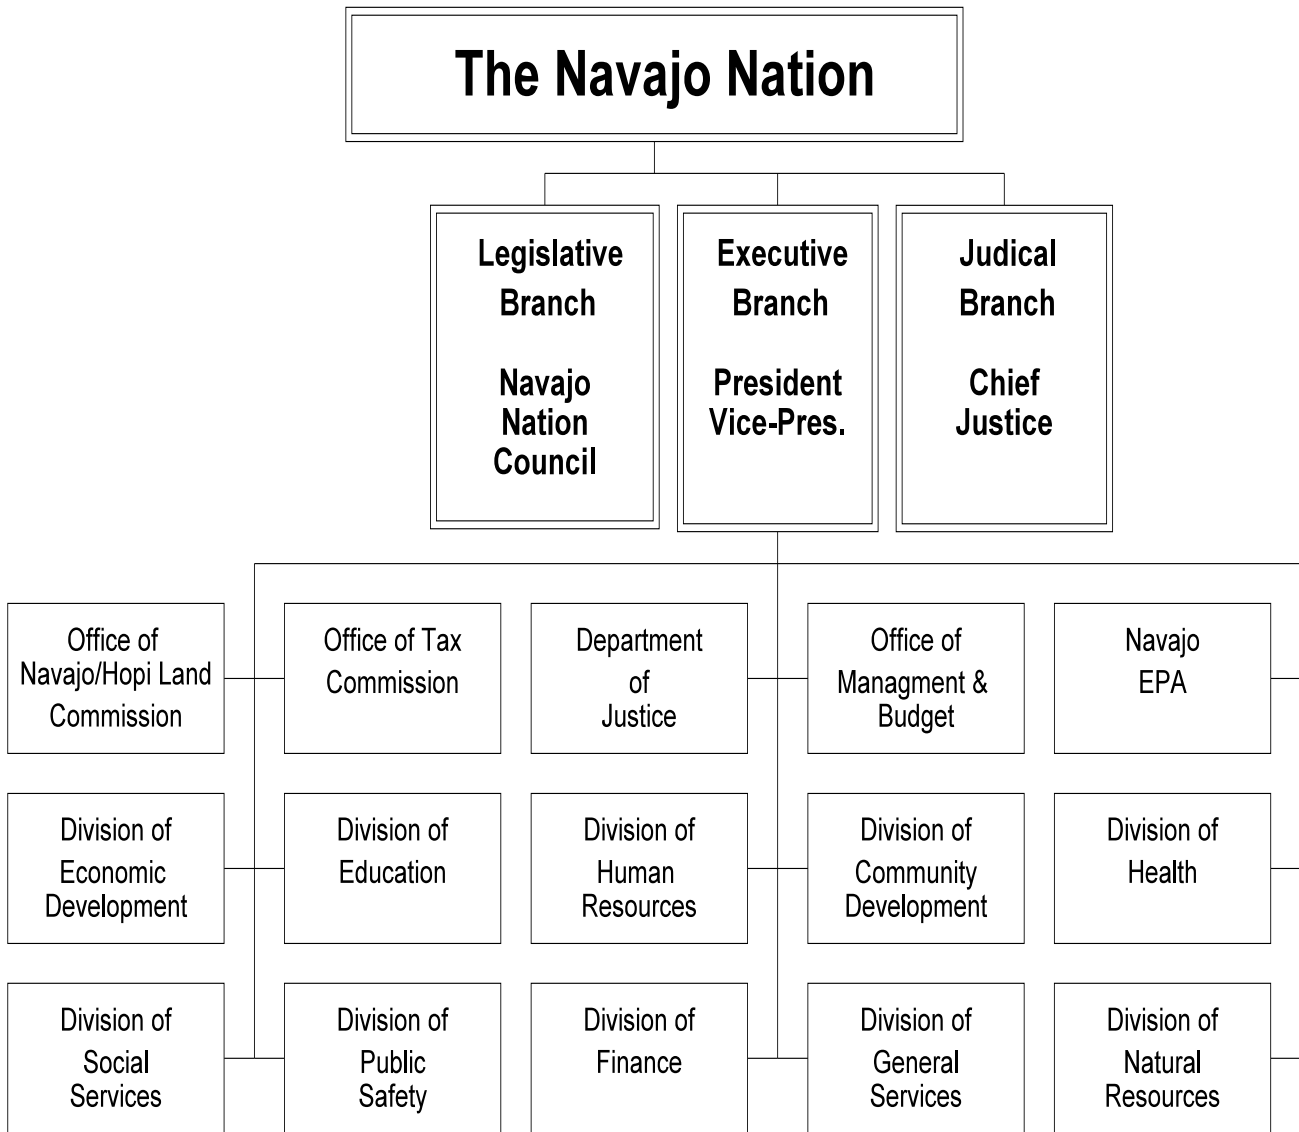 The Navajo Nation
Legislative
Branch
Navajo
Nation
Council
Executive
Branch
President
Vice-Pres.
Judical
Branch
Chief
Justice
Office of
Navajo/Hopi Land
Commission
Office of Tax
Commission
Department
of
Justice
Office of
Managment &
Budget
Navajo
EPA
Division of
Economic
Development
Division of
Education
Division of
Human
Resources
Division of
Community
Development
Division of
Health
Division of
Social
Services
Division of
Public
Safety
Division of
Finance
Division of
General
Services
Division of
Natural
Resources